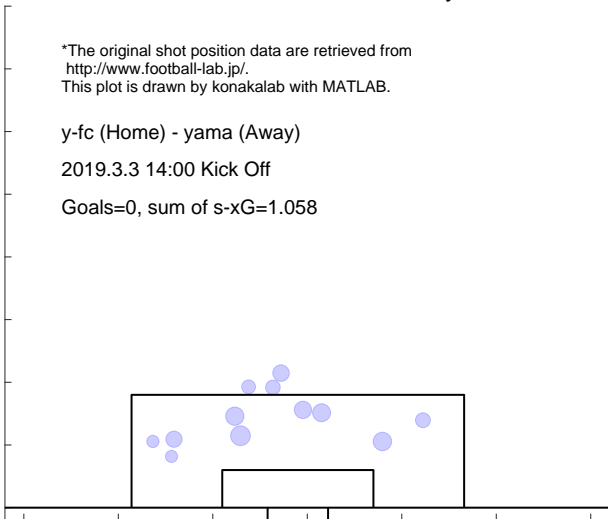 *The original shot position data are retrieved from
http://www.football-lab.jp/.
This plot is drawn by konakalab with MATLAB.
y-fc (Home) - yama (Away)
2019.3.3 14:00 Kick Off
Goals=0, sum of s-xG=1.058